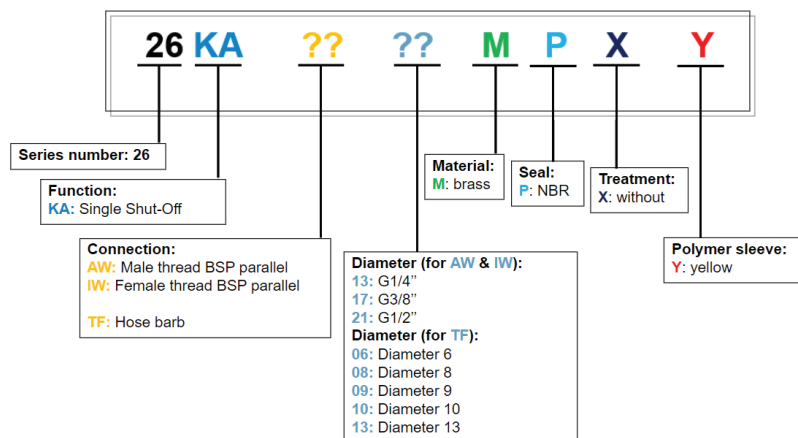 26 KA ?? ?? M P X Y
Series number: 26
Function:
KA: Single Shut-Off
Connection:
AW: Male thread BSP parallel
IW: Female thread BSP parallel
TF: Hose barb
Diameter (for AW & IW):
13: G1/4’’
17: G3/8’’
21: G1/2’’
Diameter (for TF):
06: Diameter 6
08: Diameter 8
09: Diameter 9
10: Diameter 10
13: Diameter 13
Material:
M: brass
Seal:
P: NBR
Treatment:
X: without
Polymer sleeve:
Y: yellow